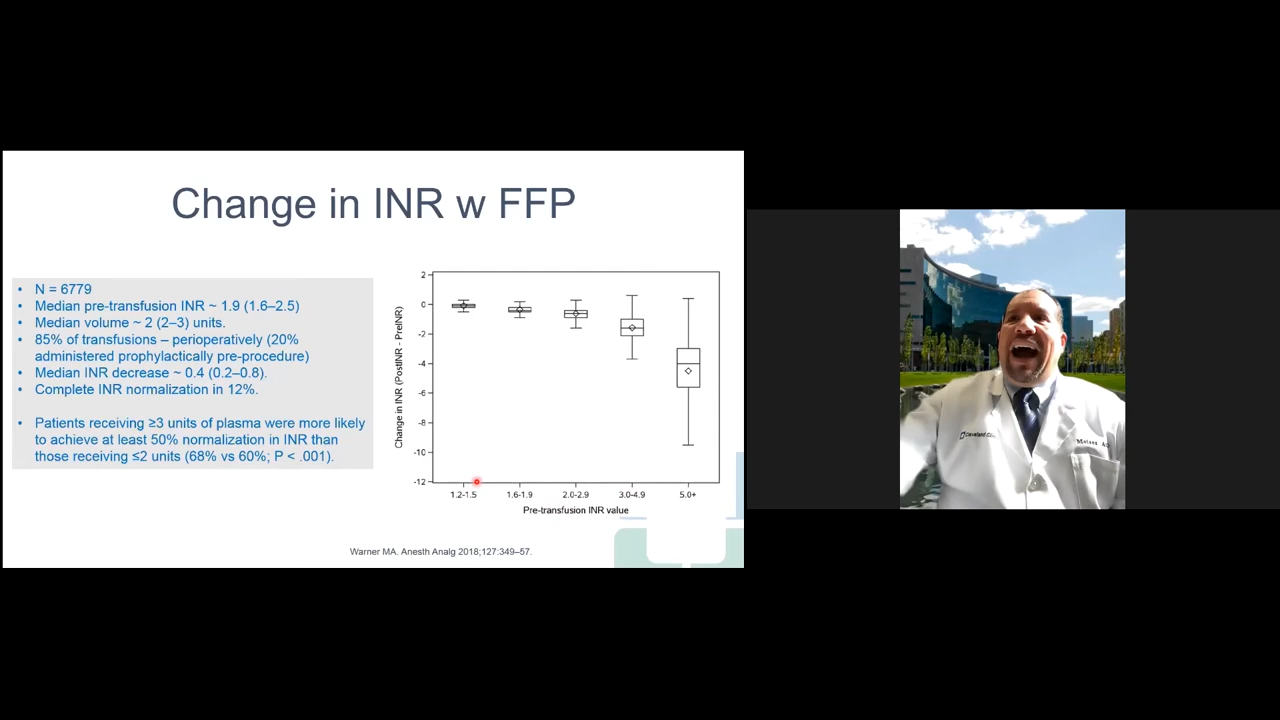 Change in INR w FFP
• N = 6779
• Median pre-transfusion INR ~ 1.9 (1.6–2.5)
• Median volume ~ 2 (2–3) units.
• 85% of transfusions – perioperatively (20%
administered prophylactically pre-procedure)
• Median INR decrease ~ 0.4 (0.2–0.8).
• Complete INR normalization in 12%.
• Patients receiving ≥3 units of plasma were more likely
to achieve at least 50% normalization in INR than
those receiving ≤2 units (68% vs 60%; P < .001).
Change in INR (PostINR - PreINR)
2
0
-2
-4
-6
-8
-10
-12
1.2-1.5 1.6-1.9 2.0-2.9 3.0-4.9 5.0+
Pre-transfusion INR value
Warner MA. Anesth Analg 2018;127:349–57.
Cleveland Clinic
Moises